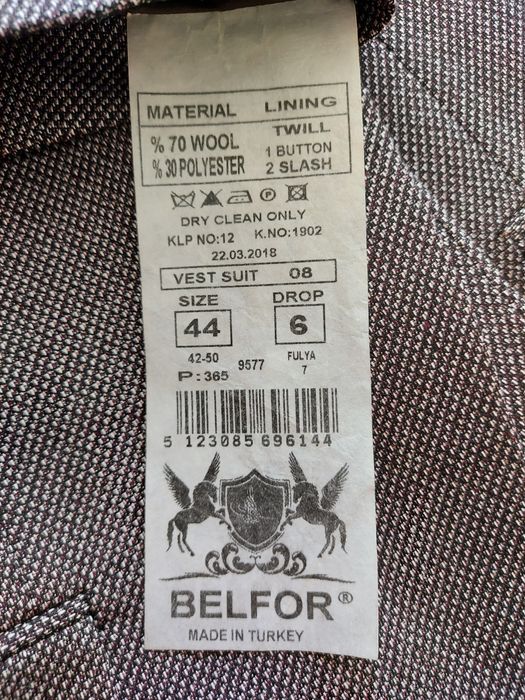 MATERIAL LINING
% 70 WOOL TWILL
% 30 POLYESTER 1 BUTTON
2 SLASH
P
DRY CLEAN ONLY
KLP NO:12 K.NO:1902
22.03.2018
VEST SUIT 08
SIZE DROP
44 6
42-50 9577 FULYA
P:365 7
5 123085 696144
BELFOR®
MADE IN TURKEY